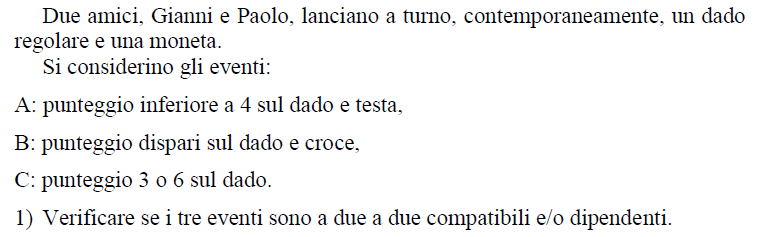 Due amici, Gianni e Paolo, lanciano a turno, contemporaneamente, un dado
regolare e una moneta.
Si considerino gli eventi:
A: punteggio inferiore a 4 sul dado e testa,
B: punteggio dispari sul dado e croce,
C: punteggio 3 o 6 sul dado.
1) Verificare se i tre eventi sono a due a due compatibili e/o dipendenti.